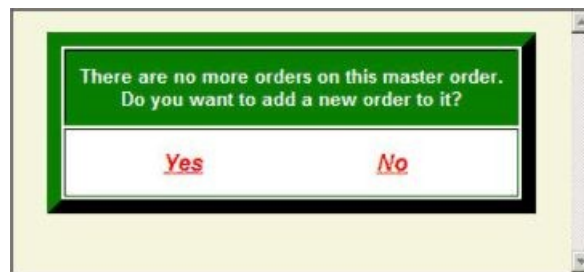 There are no more orders on this master order.
Do you want to add a new order to it?
Yes No